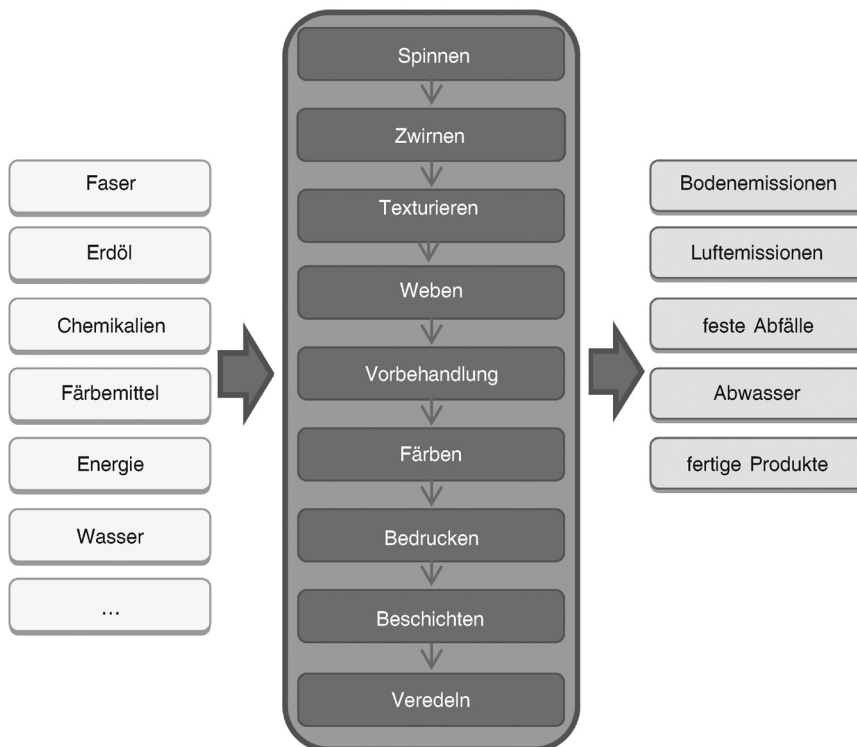 Faser
Erdöl
Chemikalien
Färbemittel
Energie
Wasser
...
Spinnen
Zwirnen
Texturieren
Weben
Vorbehandlung
Färben
Bedrucken
Beschichten
Veredeln
Bodenemissionen
Luftemissionen
feste Abfälle
Abwasser
fertige Produkte